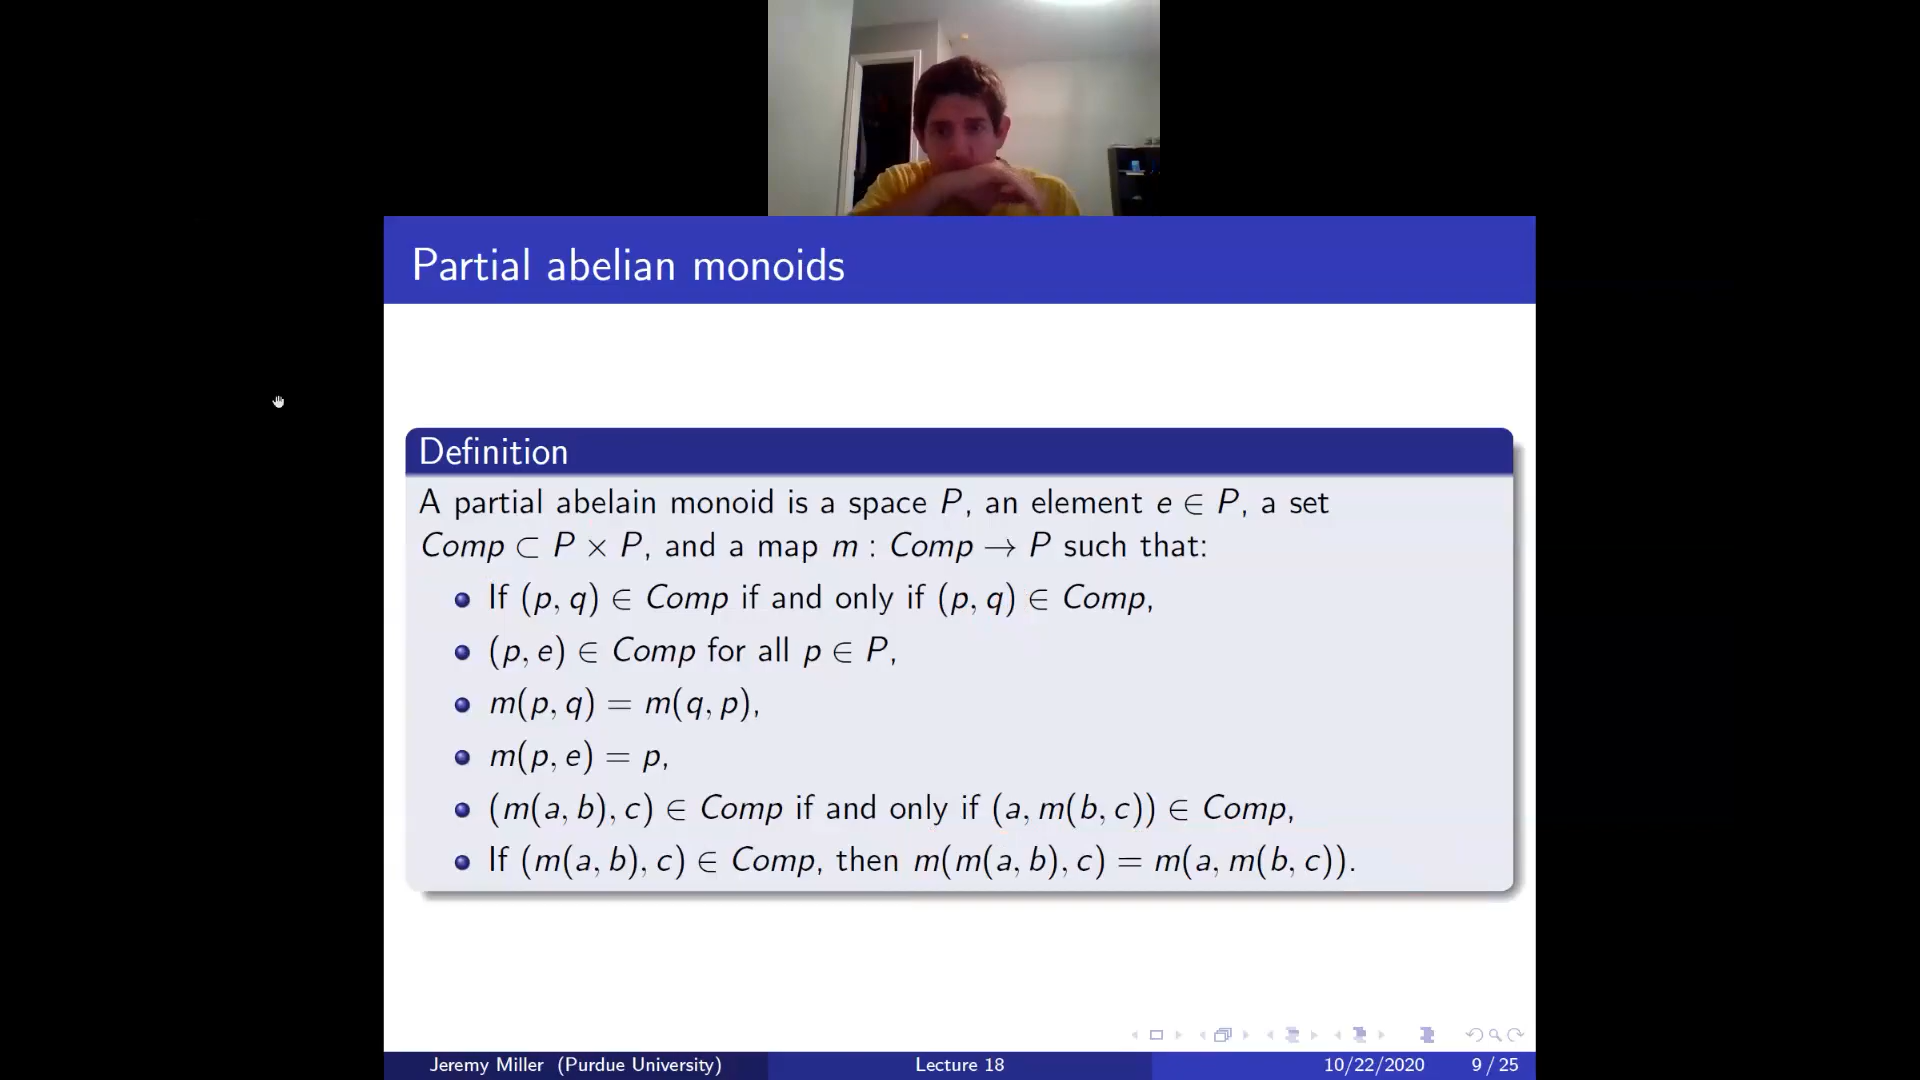 Partial abelian monoids
Definition
A partial abelain monoid is a space P, an element e ∈ P, a set
Comp ⊂ P × P, and a map m : Comp → P such that:
If (p, q) ∈ Comp if and only if (p, q) ∈ Comp,
(p, e) ∈ Comp for all p ∈ P,
m(p, q) = m(q, p),
m(p, e) = p,
(m(a, b), c) ∈ Comp if and only if (a, m(b, c)) ∈ Comp,
If (m(a, b), c) ∈ Comp, then m(m(a, b), c) = m(a, m(b, c)).
Jeremy Miller (Purdue University) Lecture 18 10/22/2020 9 / 25